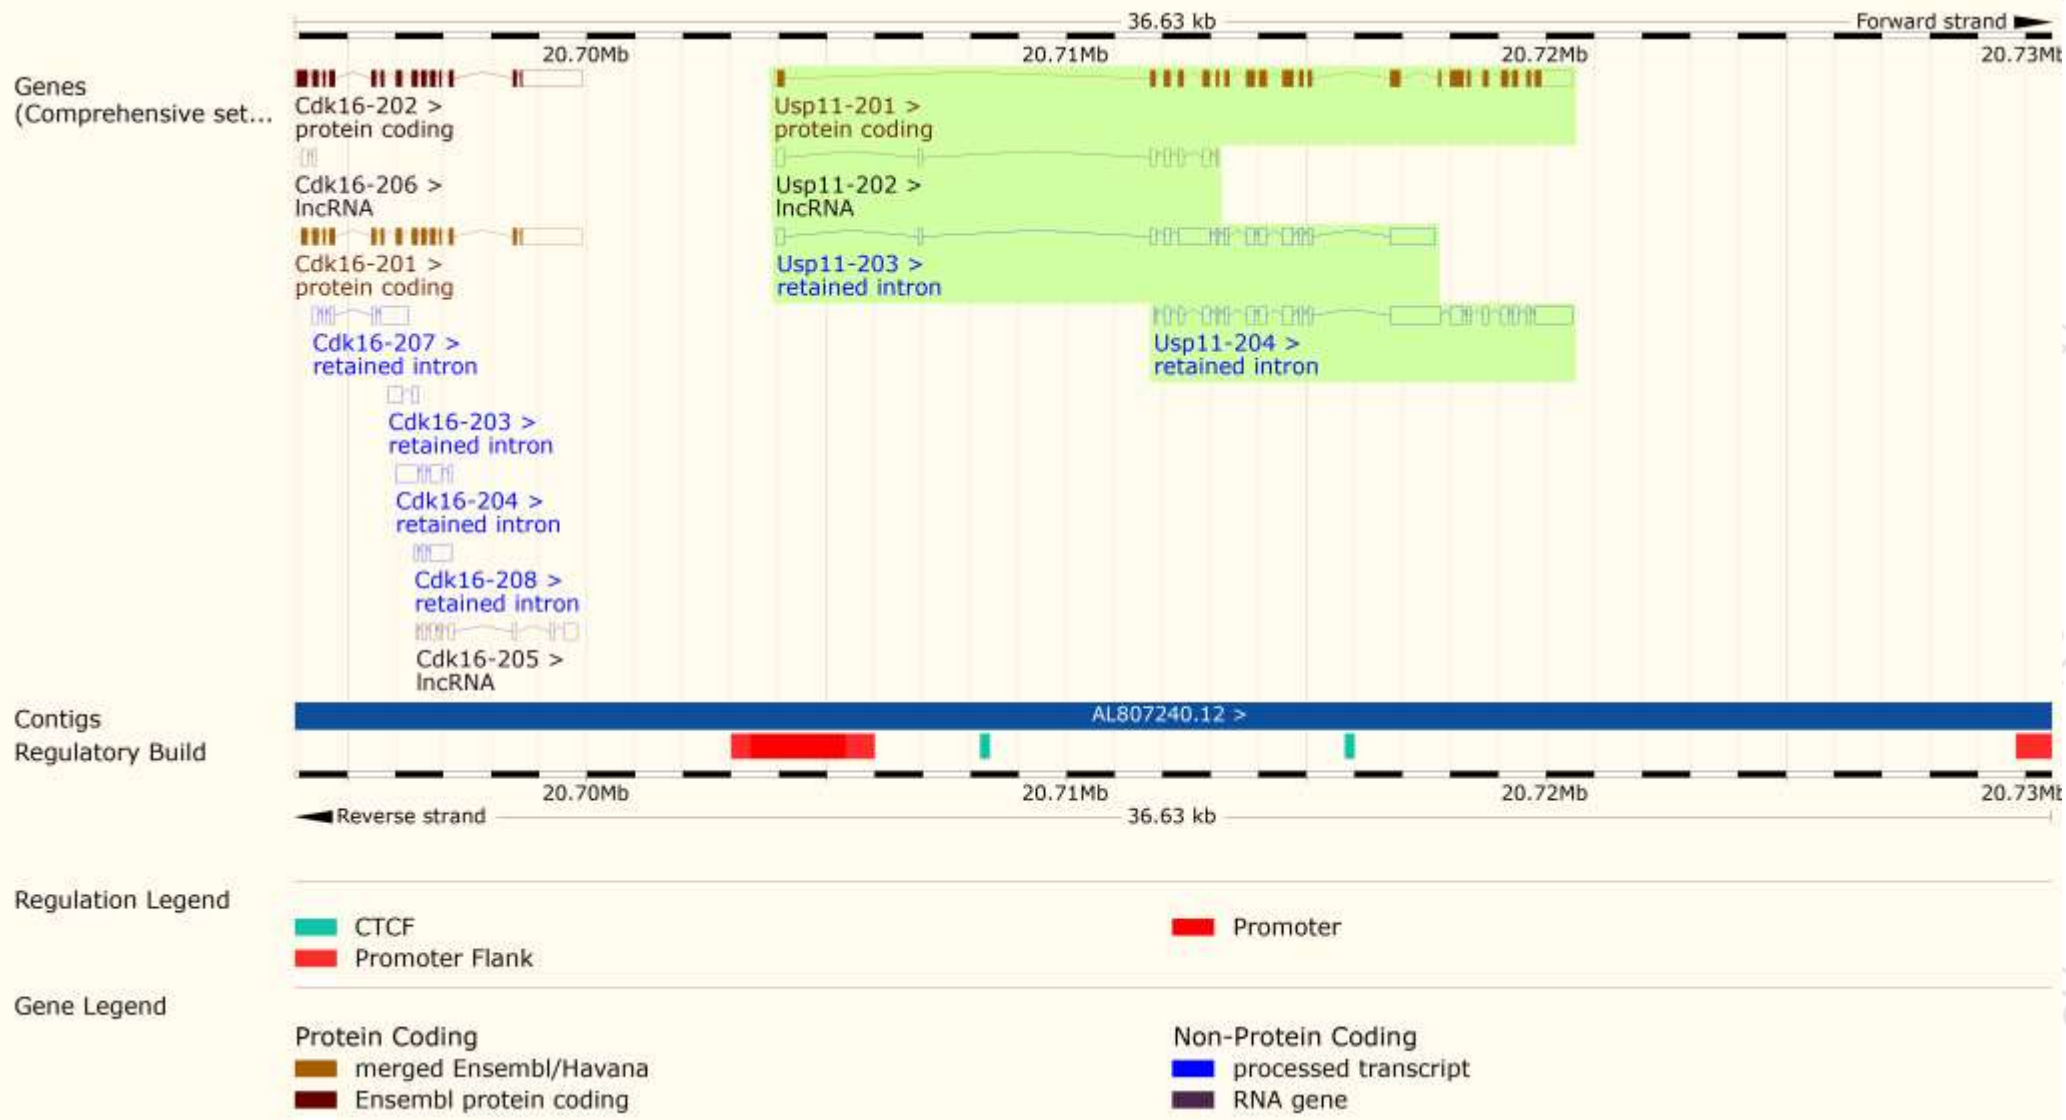 36.63 kb
Forward strand
20.70Mb 20.71Mb 20.72Mb 20.73Mb
Genes
(Comprehensive set...
Cdk16-202 >
protein coding
Usp11-201 >
protein coding
Cdk16-206 >
lncRNA
Usp11-202 >
lncRNA
Cdk16-201 >
protein coding
Usp11-203 >
retained intron
Cdk16-207 >
retained intron
Usp11-204 >
retained intron
Cdk16-203 >
retained intron
Cdk16-204 >
retained intron
Cdk16-208 >
retained intron
Cdk16-205 >
lncRNA
Contigs
AL807240.12 >
Regulatory Build
20.70Mb 20.71Mb 20.72Mb 20.73Mb
Reverse strand
36.63 kb
Regulation Legend
CTCF
Promoter
Promoter Flank
Gene Legend
Protein Coding
Non-Protein Coding
merged Ensembl/Havana
processed transcript
Ensembl protein coding
RNA gene